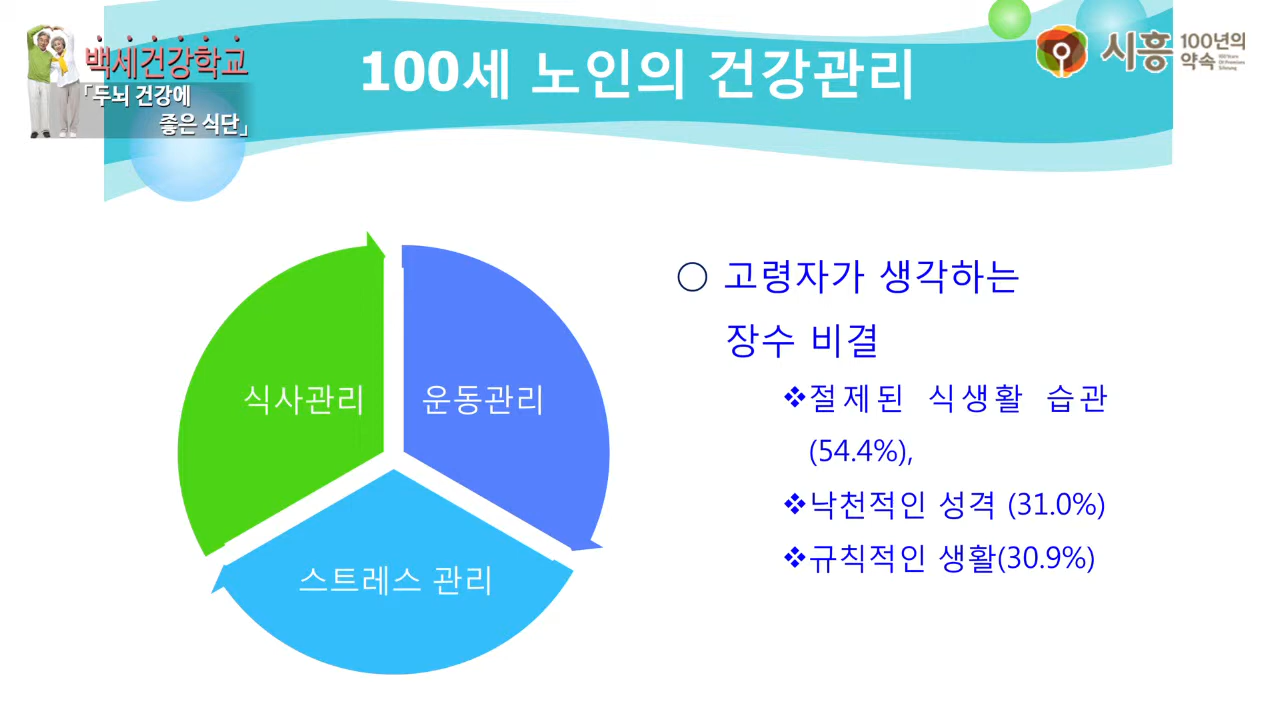 백세건강학교
「두뇌 건강에
좋은 식단」
100세 노인의 건강관리
시흥 100년의
약속
식사관리
운동관리
스트레스 관리
○ 고령자가 생각하는
장수 비결
❖절제된 식생활 습관
(54.4%),
❖낙천적인 성격 (31.0%)
❖규칙적인 생활(30.9%)